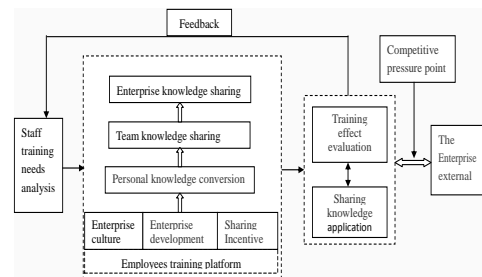 Feedback
Competitive
pressure point
Enterprise knowledge sharing
Training
effect
evaluation
Staff
training
needs
analysis
Team knowledge sharing
The
Enterprise
external
Personal knowledge conversion
Sharing
knowledge
application
Enterprise
culture
Enterprise
development
Sharing
Incentive
Employees training platform